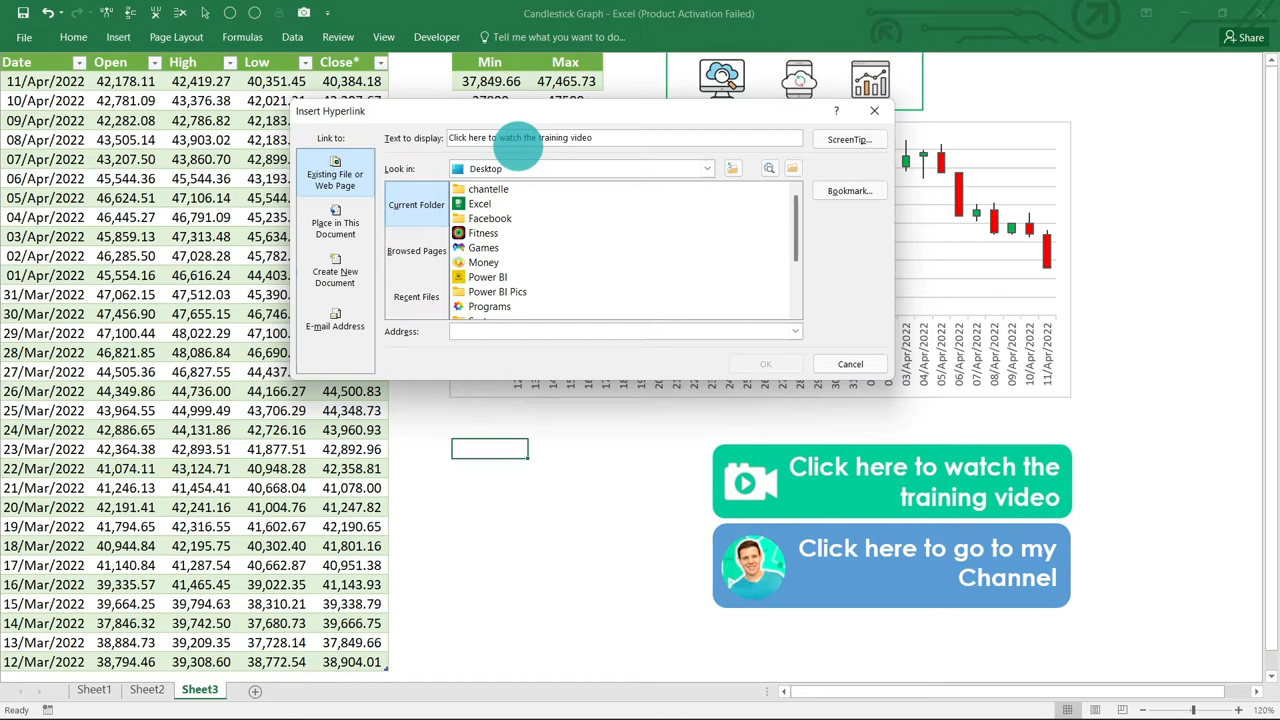 Candlestick Graph - Excel (Product Activation Failed)
File Home Insert Page Layout Formulas Data Review View Developer Tell me what you want to do... Share
Date Open High Low Close* Min Max
11/Apr/2022 42,178.11 42,419.27 40,351.45 40,384.18 37,849.66 47,465.73
10/Apr/2022 42,781.09 43,376.38
09/Apr/2022
08/Apr/2022 43,505.14 43,903.02
07/Apr/2022 43,207.50 43,860.70
06/Apr/2022 45,544.36 45,544.36
05/Apr/2022 46,624.51 47,106.14
04/Apr/2022 46,445.27 46,791.09
03/Apr/2022 45,859.13 47,313.48
02/Apr/2022 46,285.50 47,028.28
01/Apr/2022 45,554.16 46,616.24
31/Mar/2022 47,062.15 47,512.03
30/Mar/2022 47,456.90 47,655.15
29/Mar/2022 47,100.44 48,022.29
28/Mar/2022 46,821.85 48,086.84
27/Mar/2022 44,505.36 46,827.55
26/Mar/2022 44,349.86 44,736.00 44,166.27 44,500.83
25/Mar/2022 43,964.55 44,999.49 43,706.29 44,348.73
24/Mar/2022 42,886.65 44,131.86 42,726.16 43,960.93
23/Mar/2022 42,364.38 42,893.51 41,877.51 42,892.96
22/Mar/2022 41,074.11 43,124.71 40,948.28 42,358.81
21/Mar/2022 41,246.13 41,454.41 40,668.04 41,078.00
20/Mar/2022 42,191.41 42,241.16 41,004.76 41,247.82
19/Mar/2022 41,794.65 42,316.55 41,602.67 42,190.65
18/Mar/2022 40,944.84 42,195.75 40,302.40 41,801.16
17/Mar/2022 41,140.84 41,287.54 40,662.87 40,951.38
16/Mar/2022 39,335.57 41,465.45 39,022.35 41,143.93
15/Mar/2022 39,664.25 39,794.63 38,310.21 39,338.79
14/Mar/2022 37,846.32 39,742.50 37,680.73 39,666.75
13/Mar/2022 38,884.73 39,209.35 37,728.14 37,849.66
12/Mar/2022 38,794.46 39,308.60 38,772.54 38,904.01
Insert Hyperlink ?
Link to:
Text to display: Click here to watch the training video ScreenTip...
Existing File or
Web Page
Place in This
Document
Create New
Document
E-mail Address
Look in: Desktop
Current Folder
Browsed Pages
Recent Files
chantelle
Excel
Facebook
Fitness
Games
Money
Power BI
Power BI Pics
Programs
Bookmark...
Address:
OK Cancel
03/Apr/2022
04/Apr/2022
05/Apr/2022
06/Apr/2022
07/Apr/2022
08/Apr/2022
09/Apr/2022
10/Apr/2022
11/Apr/2022
Click here to watch the
training video
Click here to go to my
Channel
Sheet1 Sheet2 Sheet3
Ready 120%